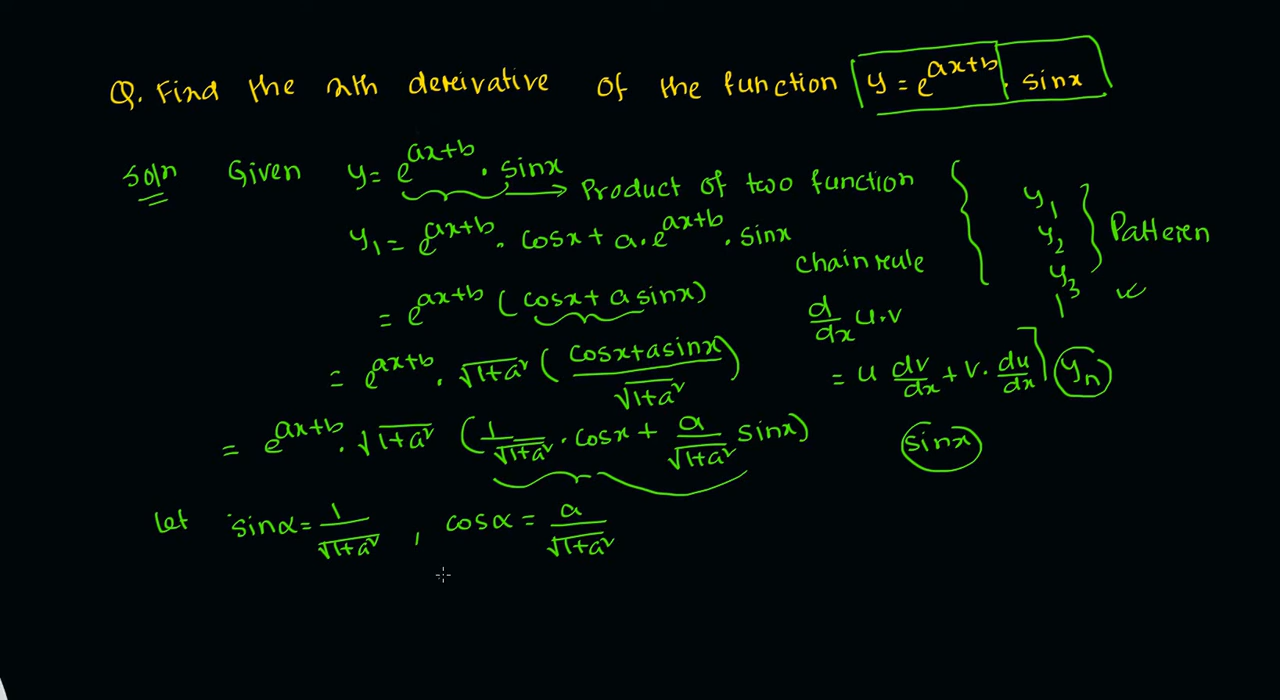 Q. Find the nth dereivative of the function y = e^(ax+b) . sinx
Soln Given y = e^(ax+b) . sinx
→ Product of two function
y₁ = e^(ax+b) . cosx + a.e^(ax+b) . sinx
= e^(ax+b) (cosx + a sinx)
= e^(ax+b) . √(1+a²) ( (cosx+asinx)/√(1+a²) )
= e^(ax+b) . √(1+a²) ( 1/√(1+a²) . cosx + a/√(1+a²) sinx)
let sinα = 1/√(1+a²) , cosα = a/√(1+a²)
chain reule
d/dx u.v
= u dv/dx + v. du/dx
sinx
y₁
y₂
y₃
Pattereen
yₙ